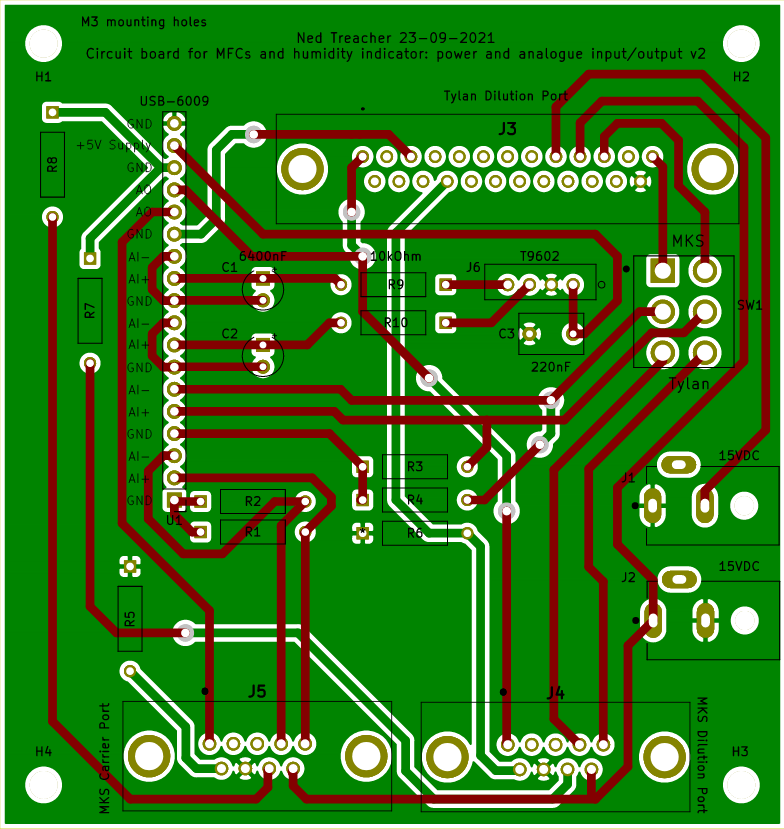 M3 mounting holes
Ned Treacher 23-09-2021
Circuit board for MFCs and humidity indicator: power and analogue input/output v2
H1
H2
USB-6009
Tylan Dilution Port
J3
GND
+5V Supply
GND
AO
AO
GND
AI-
AI+
GND
AI-
AI+
GND
AI-
AI+
GND
AI-
AI+
GND
U1
R8
R7
6400nF
C1
+
C2
+
10kOhm
R9
R10
J6
T9602
C3
220nF
MKS
SW1
Tylan
R3
R4
R6
R2
R1
R5
J1
15VDC
J2
15VDC
J5
J4
MKS Carrier Port
MKS Dilution Port
H4
H3